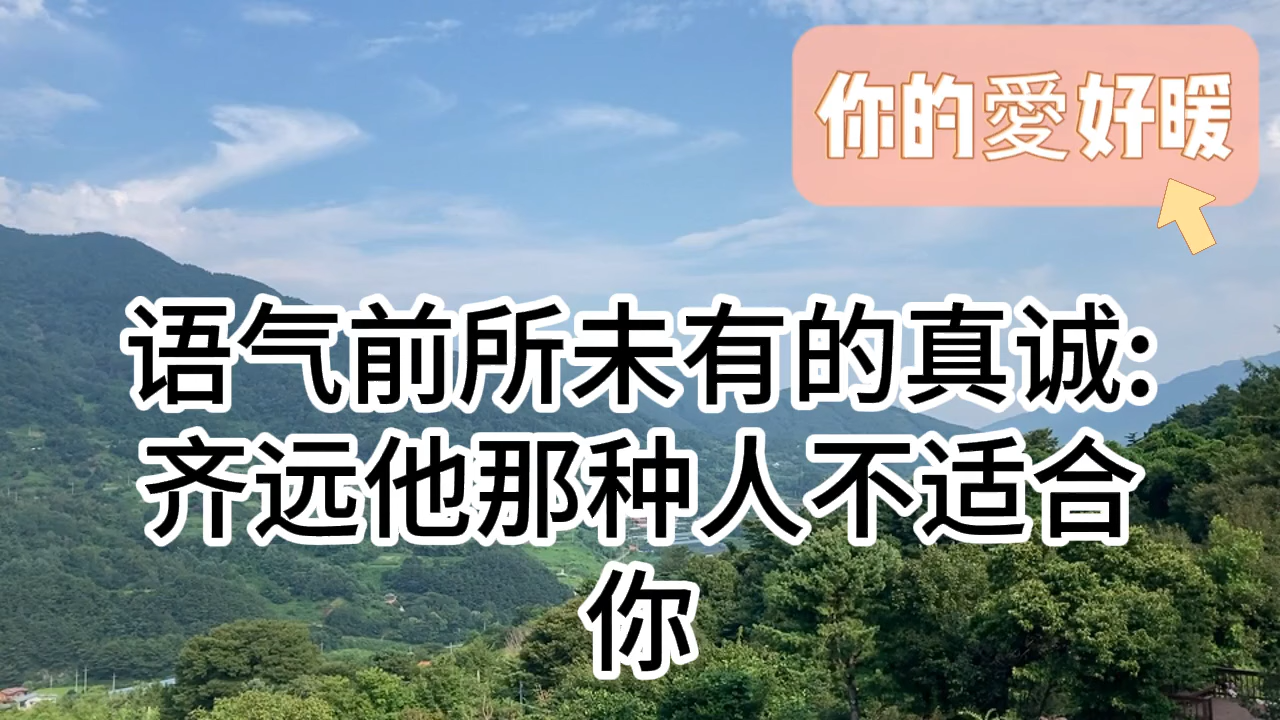 你的愛好暖
语气前所未有的真诚:
齐远他那种人不适合
你